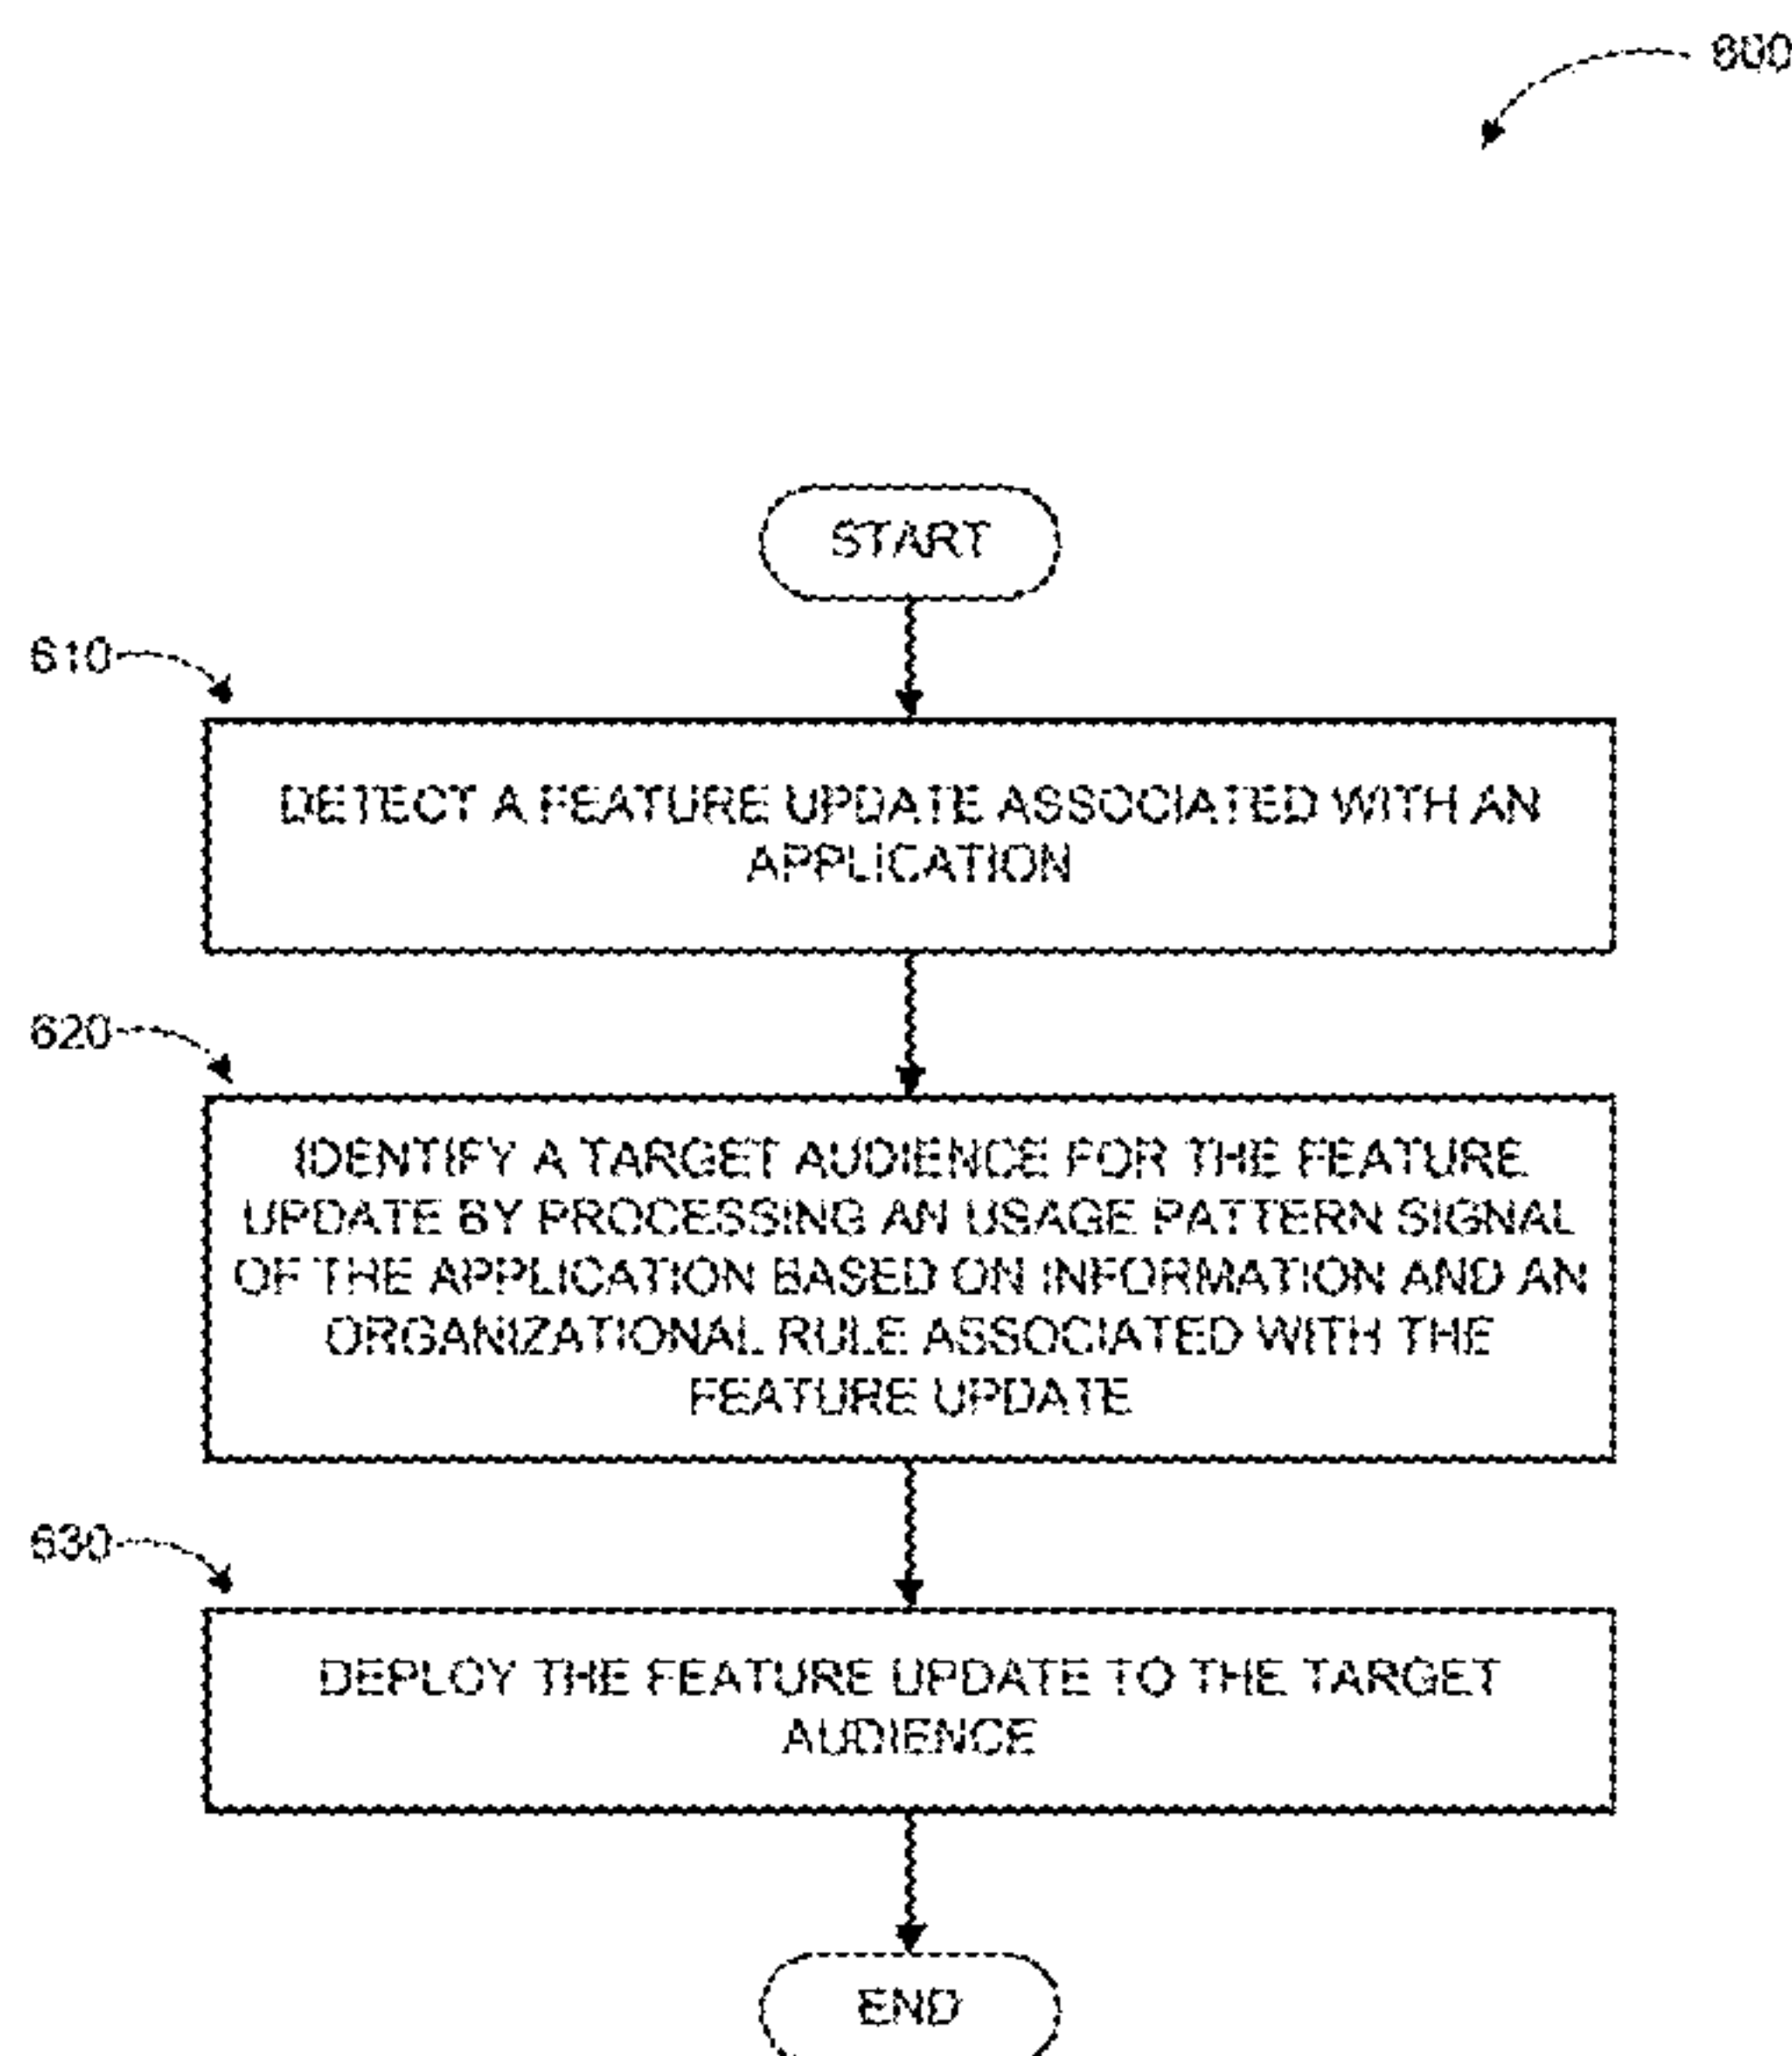 600
START
610
DETECT A FEATURE UPDATE ASSOCIATED WITH AN
APPLICATION
620
IDENTIFY A TARGET AUDIENCE FOR THE FEATURE
UPDATE BY PROCESSING AN USAGE PATTERN SIGNAL
OF THE APPLICATION BASED ON INFORMATION AND AN
ORGANIZATIONAL RULE ASSOCIATED WITH THE
FEATURE UPDATE
630
DEPLOY THE FEATURE UPDATE TO THE TARGET
AUDIENCE
END